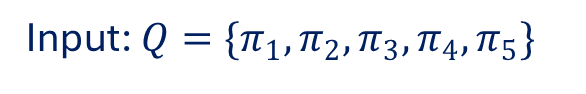 Input: 𝑄 = {𝜋₁, 𝜋₂, 𝜋₃, 𝜋₄, 𝜋₅}